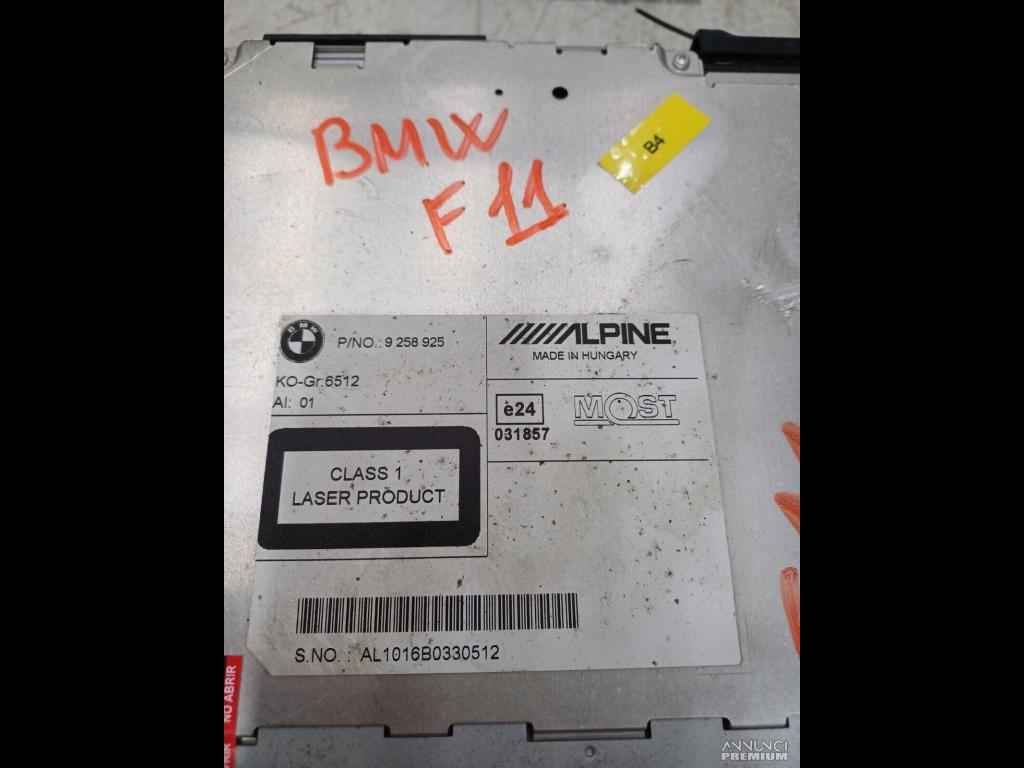 BMW
F 11
B4
BMW
P/NO.: 9 258 925
KO-Gr:6512
AI: 01
ALPINE
MADE IN HUNGARY
e24
031857
MOST
CLASS 1
LASER PRODUCT
S.NO. : AL1016B0330512
NO ABRIR
ANNUNCI
PREMIUM